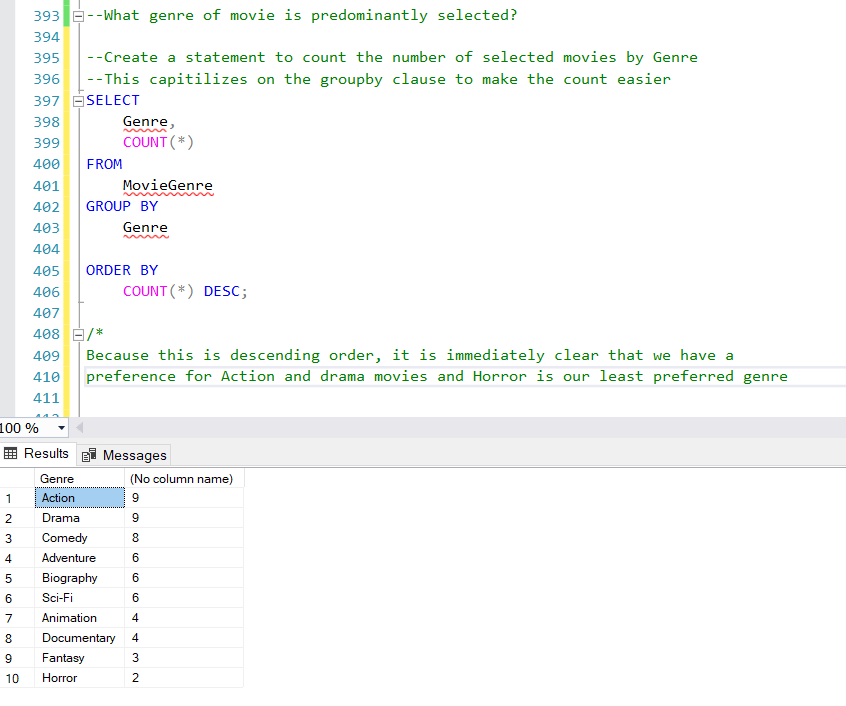 393 --What genre of movie is predominantly selected?
394
395 --Create a statement to count the number of selected movies by Genre
396 --This capitilizes on the groupby clause to make the count easier
397 SELECT
398 Genre,
399 COUNT(*)
400 FROM
401 MovieGenre
402 GROUP BY
403 Genre
404
405 ORDER BY
406 COUNT(*) DESC;
407
408 /*
409 Because this is descending order, it is immediately clear that we have a
410 preference for Action and drama movies and Horror is our least preferred genre
411
100 %
Results Messages
Genre (No column name)
1 Action 9
2 Drama 9
3 Comedy 8
4 Adventure 6
5 Biography 6
6 Sci-Fi 6
7 Animation 4
8 Documentary 4
9 Fantasy 3
10 Horror 2